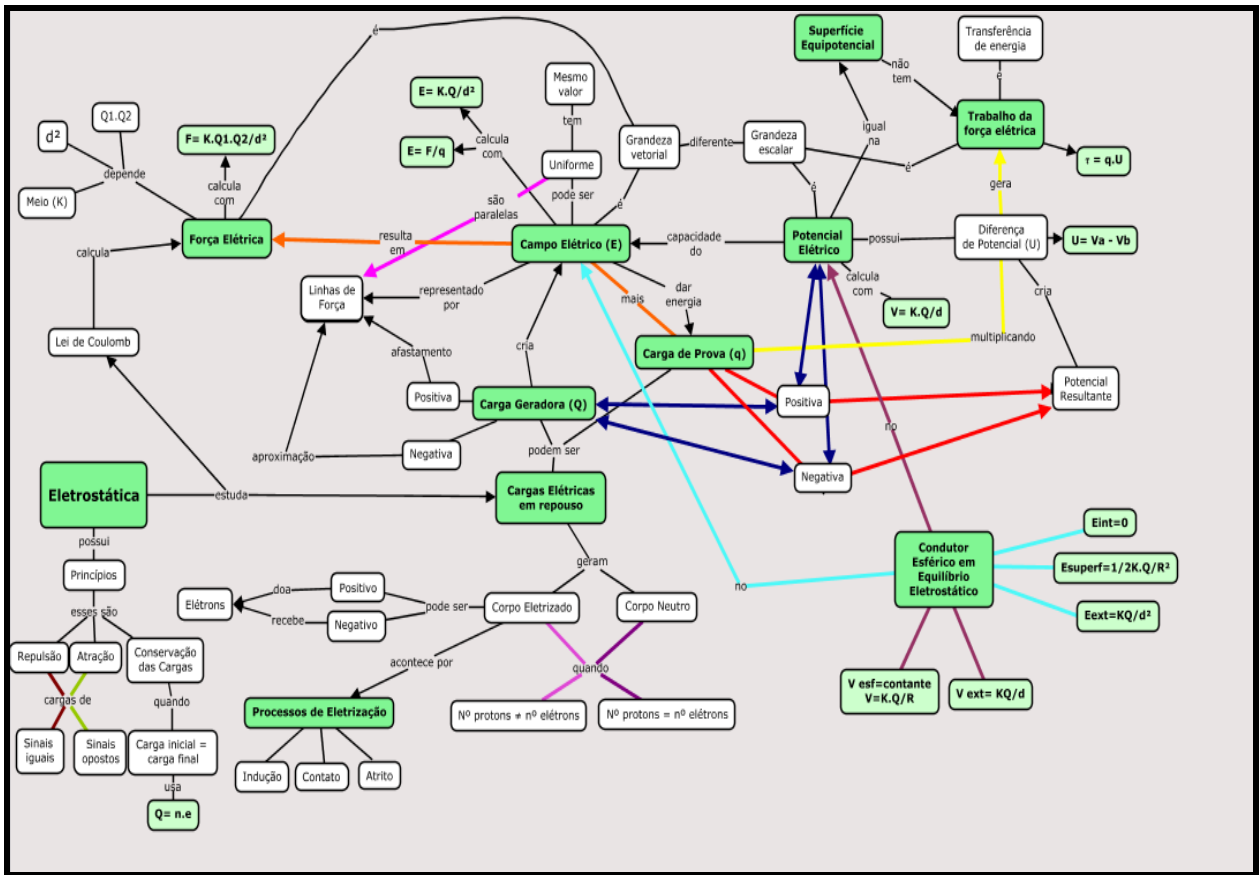 Superfície
Equipotencial
Transferência
de energia
é
é
não
tem
Mesmo
valor
E= K.Q/d²
tem
Q1.Q2
d²
F= K.Q1.Q2/d²
calcula
com
E= F/q
Uniforme
Grandeza
vetorial
diferente
Grandeza
escalar
igual
na
Trabalho da
força elétrica
é
τ = q.U
depende
calcula
com
Meio (K)
são
paralelas
pode ser
é
é
gera
Força Elétrica
resulta
em
Campo Elétrico (E)
capacidade
do
Potencial
Elétrico
possui
Diferença
de Potencial (U)
U= Va - Vb
calcula
Linhas de
Força
representado
por
mais
dar
energia
calcula
com
cria
V= K.Q/d
Lei de Coulomb
afastamento
cria
Carga de Prova (q)
multiplicando
Positiva
Carga Geradora (Q)
Positiva
Potencial
Resultante
no
aproximação
Negativa
podem ser
Negativa
Eletrostática
estuda
Cargas Elétricas
em repouso
possui
Princípios
geram
Condutor
Esférico em
Equilíbrio
Eletrostático
Eint=0
Esuperf=1/2K.Q/R²
Eext=KQ/d²
no
esses são
Elétrons
doa
Positivo
recebe
Negativo
pode ser
Corpo Eletrizado
Corpo Neutro
Repulsão
Atração
Conservação
das Cargas
acontece por
quando
V esf=contante
V=K.Q/R
V ext= KQ/d
cargas de
quando
Processos de Eletrização
Nº protons ≠ nº elétrons
Nº protons = nº elétrons
Sinais
iguais
Sinais
opostos
Carga inicial =
carga final
Indução
Contato
Atrito
usa
Q= n.e